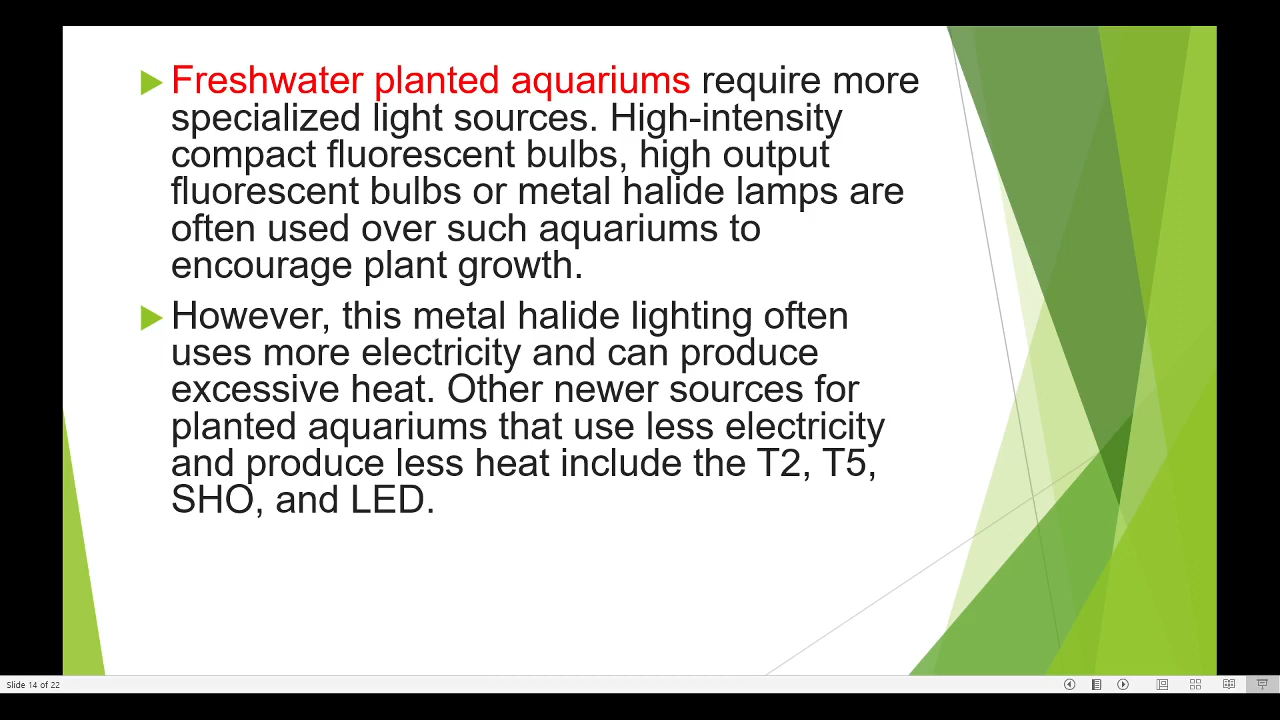 Freshwater planted aquariums require more
specialized light sources. High-intensity
compact fluorescent bulbs, high output
fluorescent bulbs or metal halide lamps are
often used over such aquariums to
encourage plant growth.
However, this metal halide lighting often
uses more electricity and can produce
excessive heat. Other newer sources for
planted aquariums that use less electricity
and produce less heat include the T2, T5,
SHO, and LED.
Slide 14 of 22